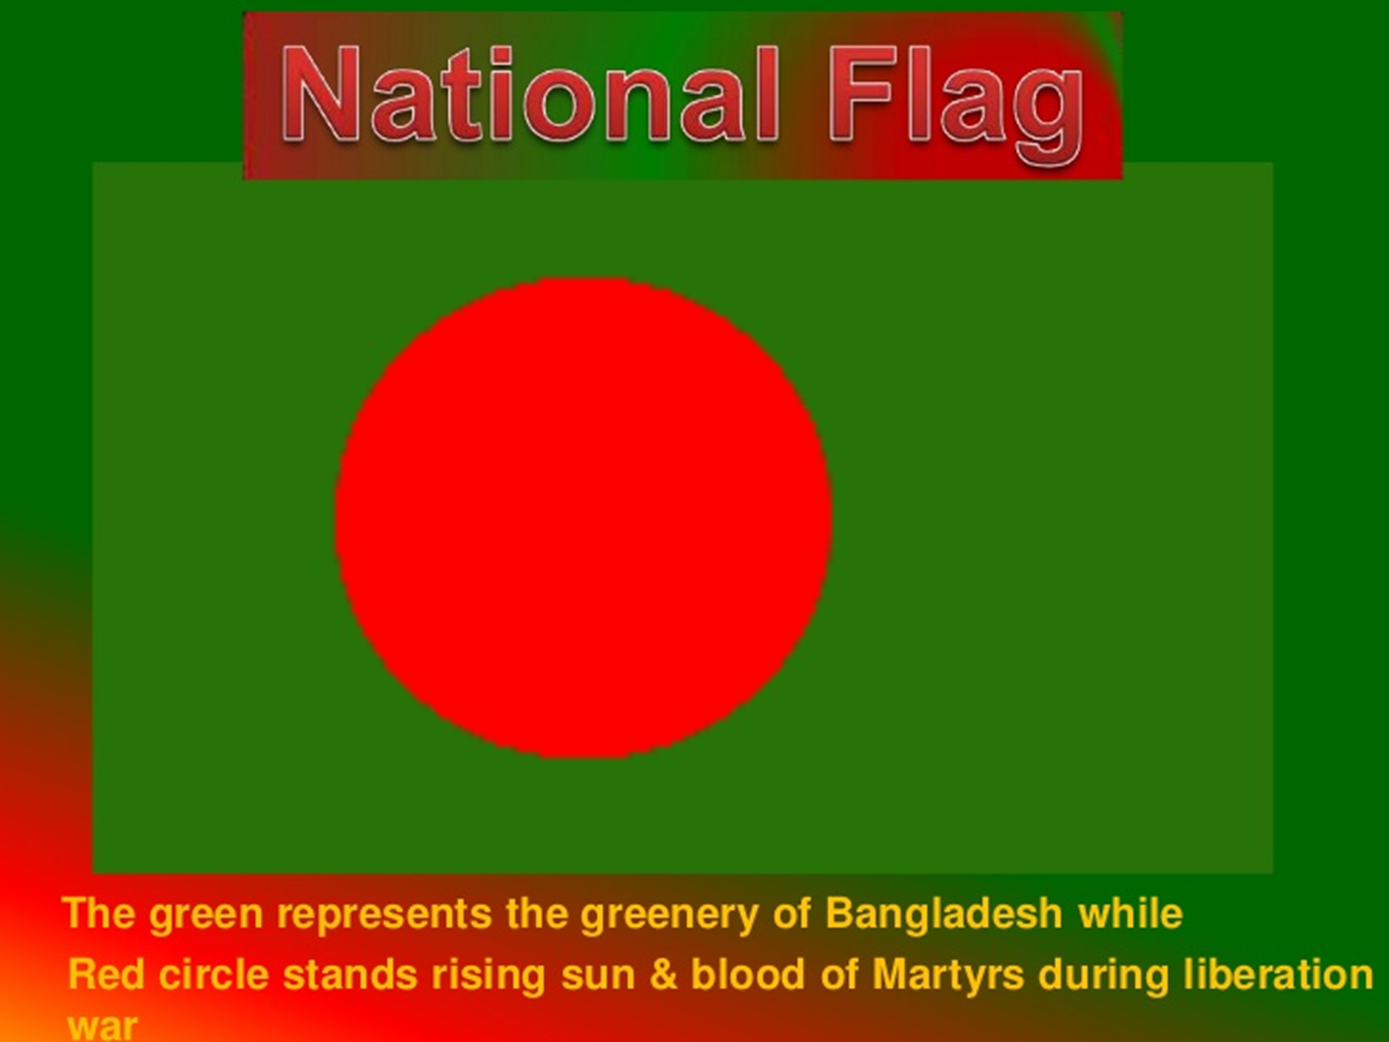 National Flag
The green represents the greenery of Bangladesh while
Red circle stands rising sun & blood of Martyrs during liberation
war